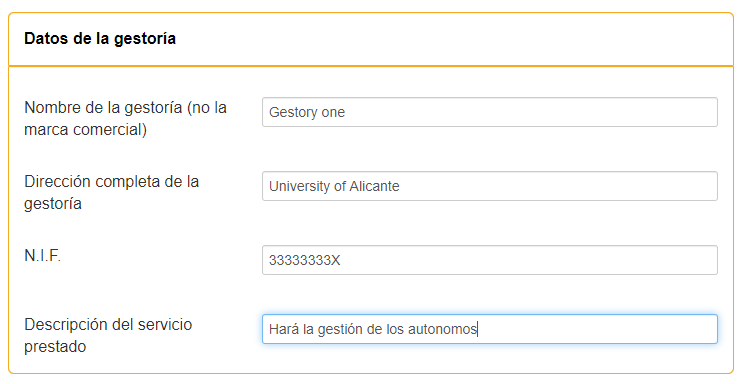 Datos de la gestoría
Nombre de la gestoría (no la
marca comercial)
Gestory one
Dirección completa de la
gestoría
University of Alicante
N.I.F.
33333333X
Descripción del servicio
prestado
Hará la gestión de los autonomos